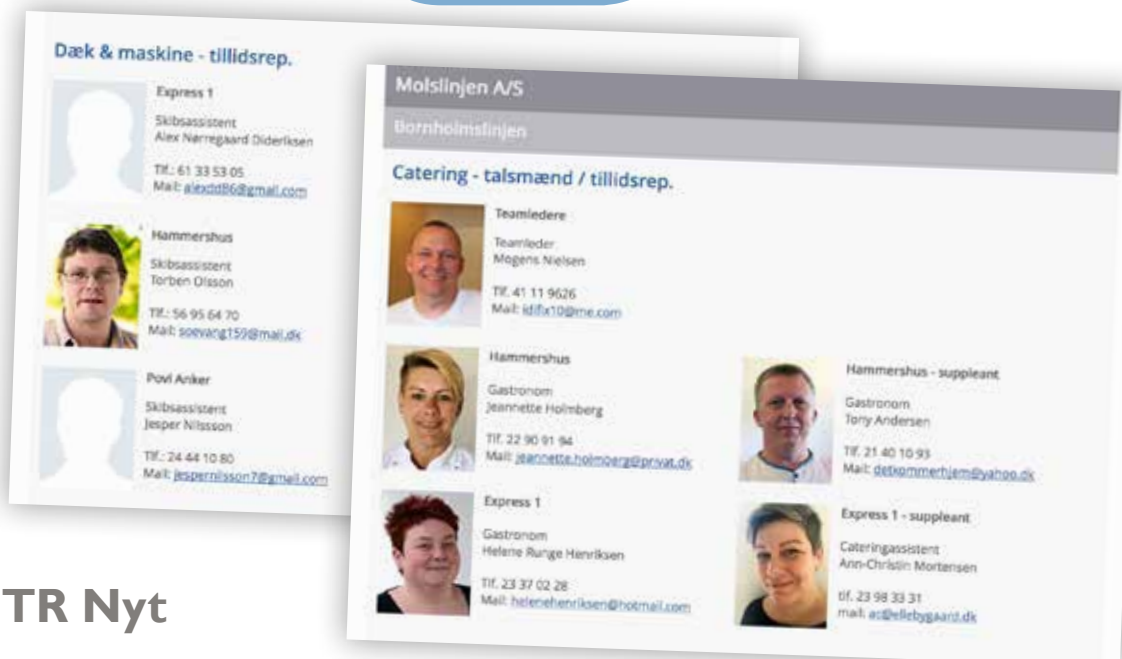 Dæk & maskine - tillidsrep.
Express 1
Skibsassistent
Alex Nørregaard Dideriksen
Tlf.: 61 33 53 05
Mail: alexdd86@gmail.com
Hammershus
Skibsassistent
Torben Olsson
Tlf.: 56 95 64 70
Mail: soevang159@mail.dk
Povl Anker
Skibsassistent
Jesper Nilssson
Tlf.: 24 44 10 80
Mail: jespernilsson7@gmail.com
Molslinjen A/S
Bornholmslinjen
Catering - talsmænd / tillidsrep.
Teamledere
Teamleder
Mogens Nielsen
Tlf. 41 11 9626
Mail: idifix10@me.com
Hammershus
Gastronom
Jeannette Holmberg
Tlf. 22 90 91 94
Mail: jeannette.holmberg@privat.dk
Hammershus - suppleant
Gastronom
Tony Andersen
Tlf. 21 40 10 93
Mail: detkommerhjem@yahoo.dk
Express 1
Gastronom
Helene Runge Henriksen
Tlf. 23 37 02 28
Mail: helenehenriksen@hotmail.com
Express 1 - suppleant
Cateringassistent
Ann-Christin Mortensen
tlf. 23 98 33 31
mail: ac@ellebygaard.dk
TR Nyt